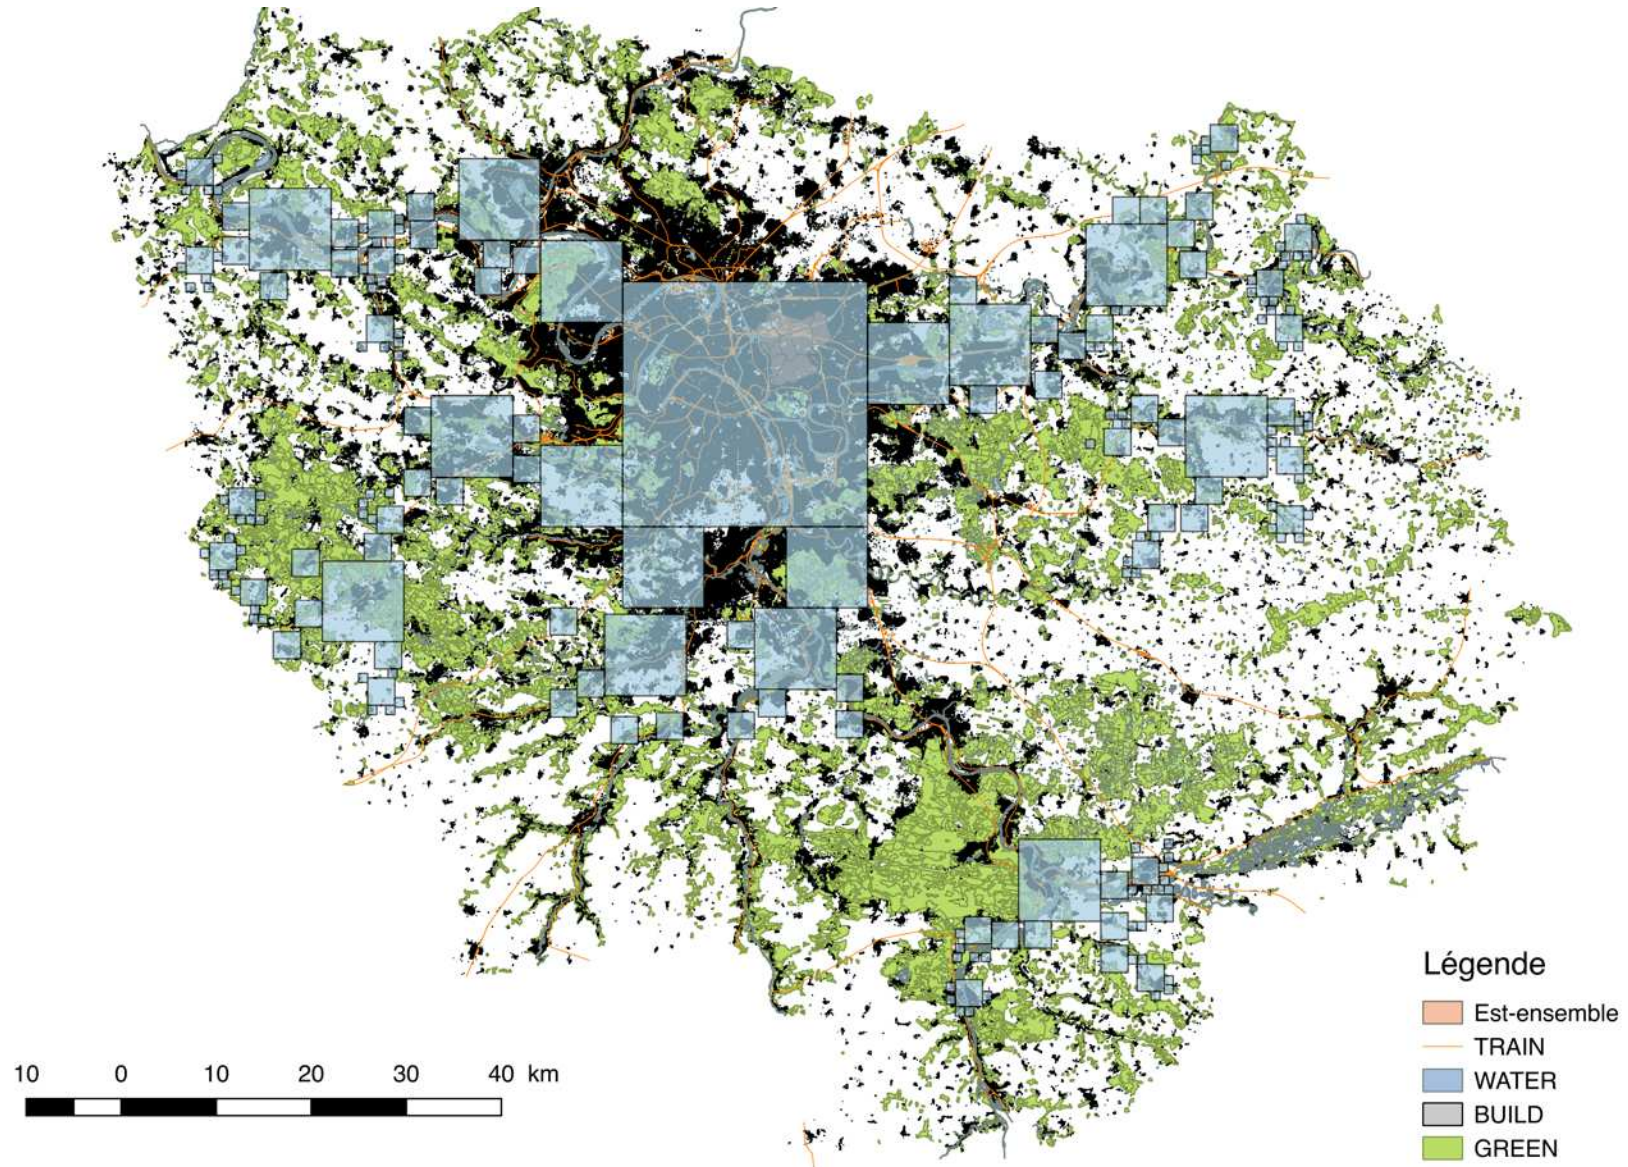 Légende
Est-ensemble
TRAIN
WATER
BUILD
GREEN
10 0 10 20 30 40 km